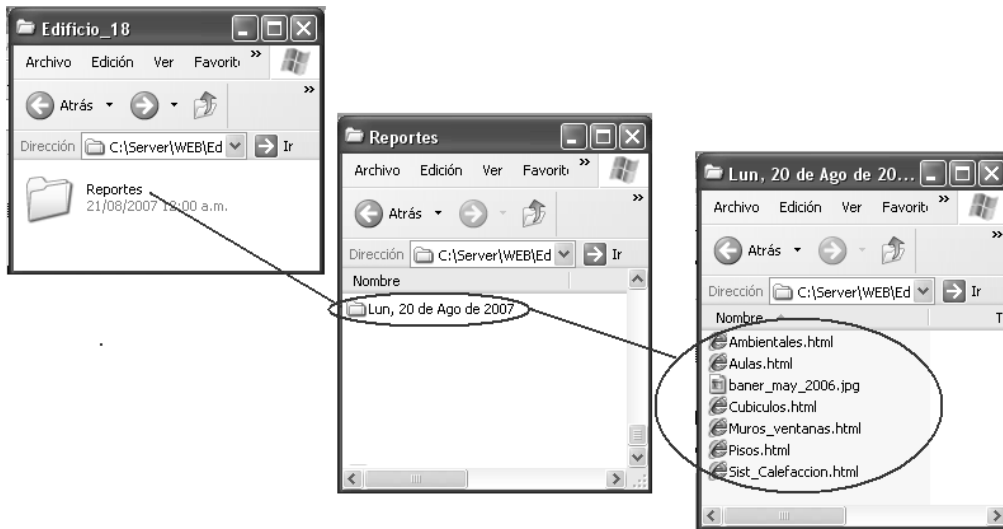 Edificio_18
Archivo Edición Ver Favorit »
Atrás »
Dirección C:\Server\WEB\Ed Ir
Reportes
21/08/2007 12:00 a.m.
Reportes
Archivo Edición Ver Favorit »
Atrás »
Dirección C:\Server\WEB\Ed Ir
Nombre
Lun, 20 de Ago de 2007
Lun, 20 de Ago de 20...
Archivo Edición Ver Favorit »
Atrás »
Dirección C:\Server\WEB\Ed Ir
Nombre T
Ambientales.html
Aulas.html
baner_may_2006.jpg
Cubiculos.html
Muros_ventanas.html
Pisos.html
Sist_Calefaccion.html